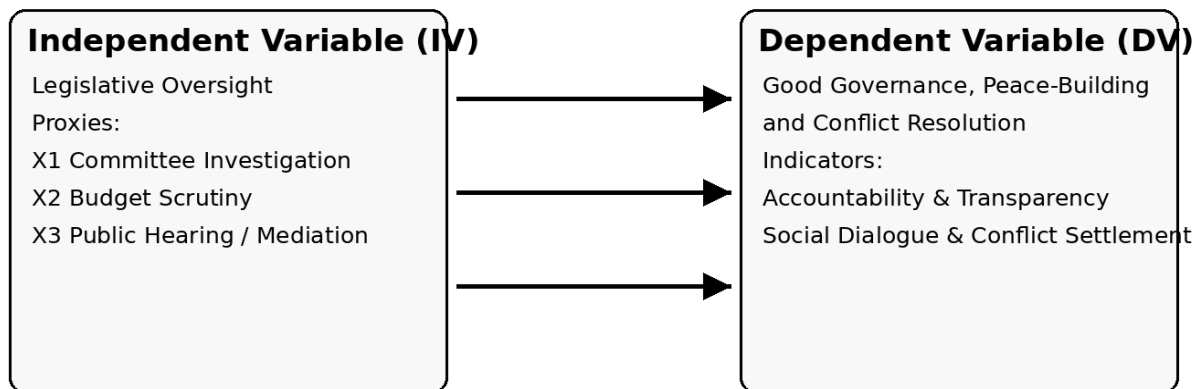 Independent Variable (IV)
Legislative Oversight
Proxies:
X1 Committee Investigation
X2 Budget Scrutiny
X3 Public Hearing / Mediation
Dependent Variable (DV)
Good Governance, Peace-Building
and Conflict Resolution
Indicators:
Accountability & Transparency
Social Dialogue & Conflict Settlement